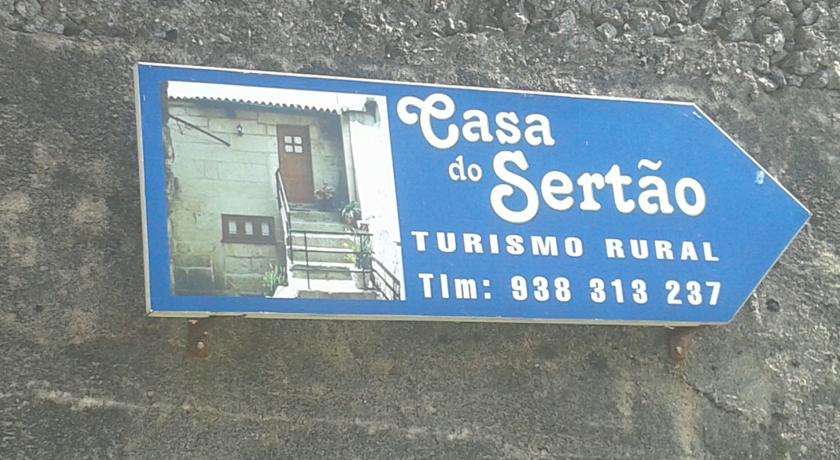 Casa
do Sertão
TURISMO RURAL
Tlm: 938 313 237